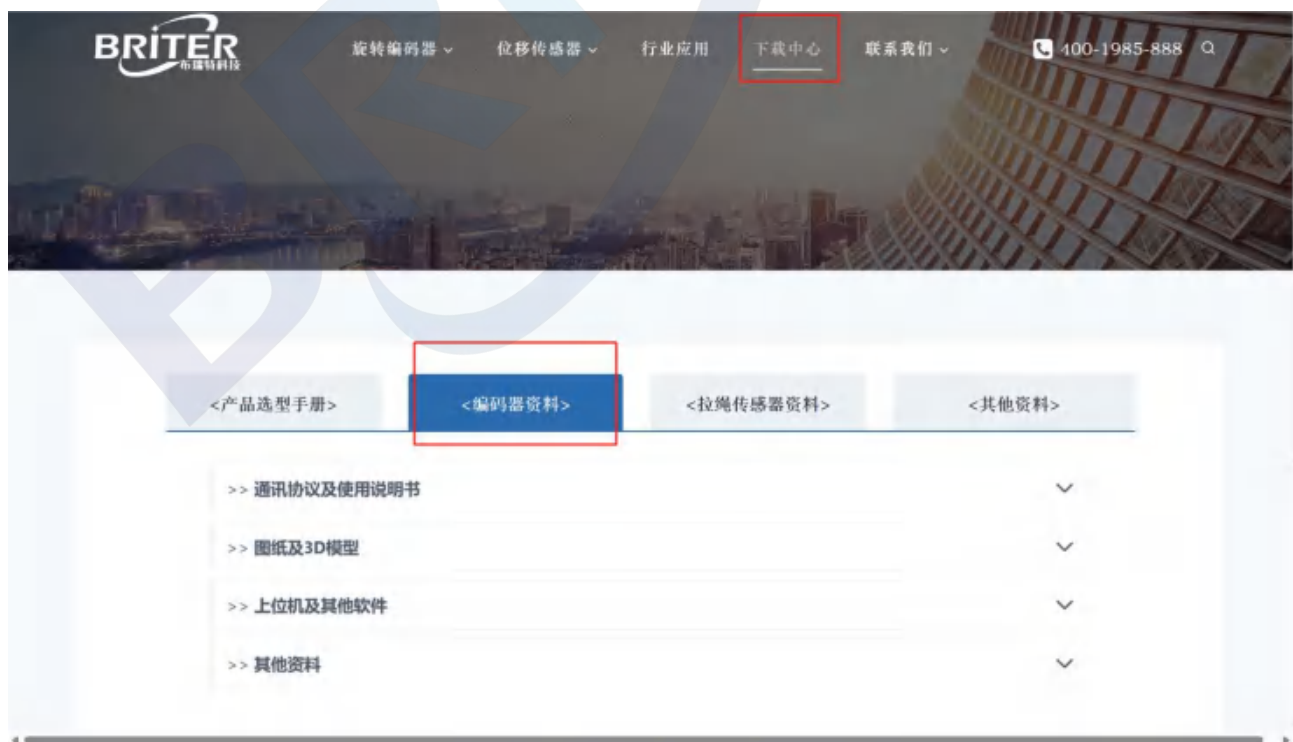 BRITER
布瑞特科技
旋转编码器
位移传感器
行业应用
下载中心
联系我们
400-1985-888
<产品选型手册>
<编码器资料>
<拉绳传感器资料>
<其他资料>
>> 通讯协议及使用说明书
>> 图纸及3D模型
>> 上位机及其他软件
>> 其他资料